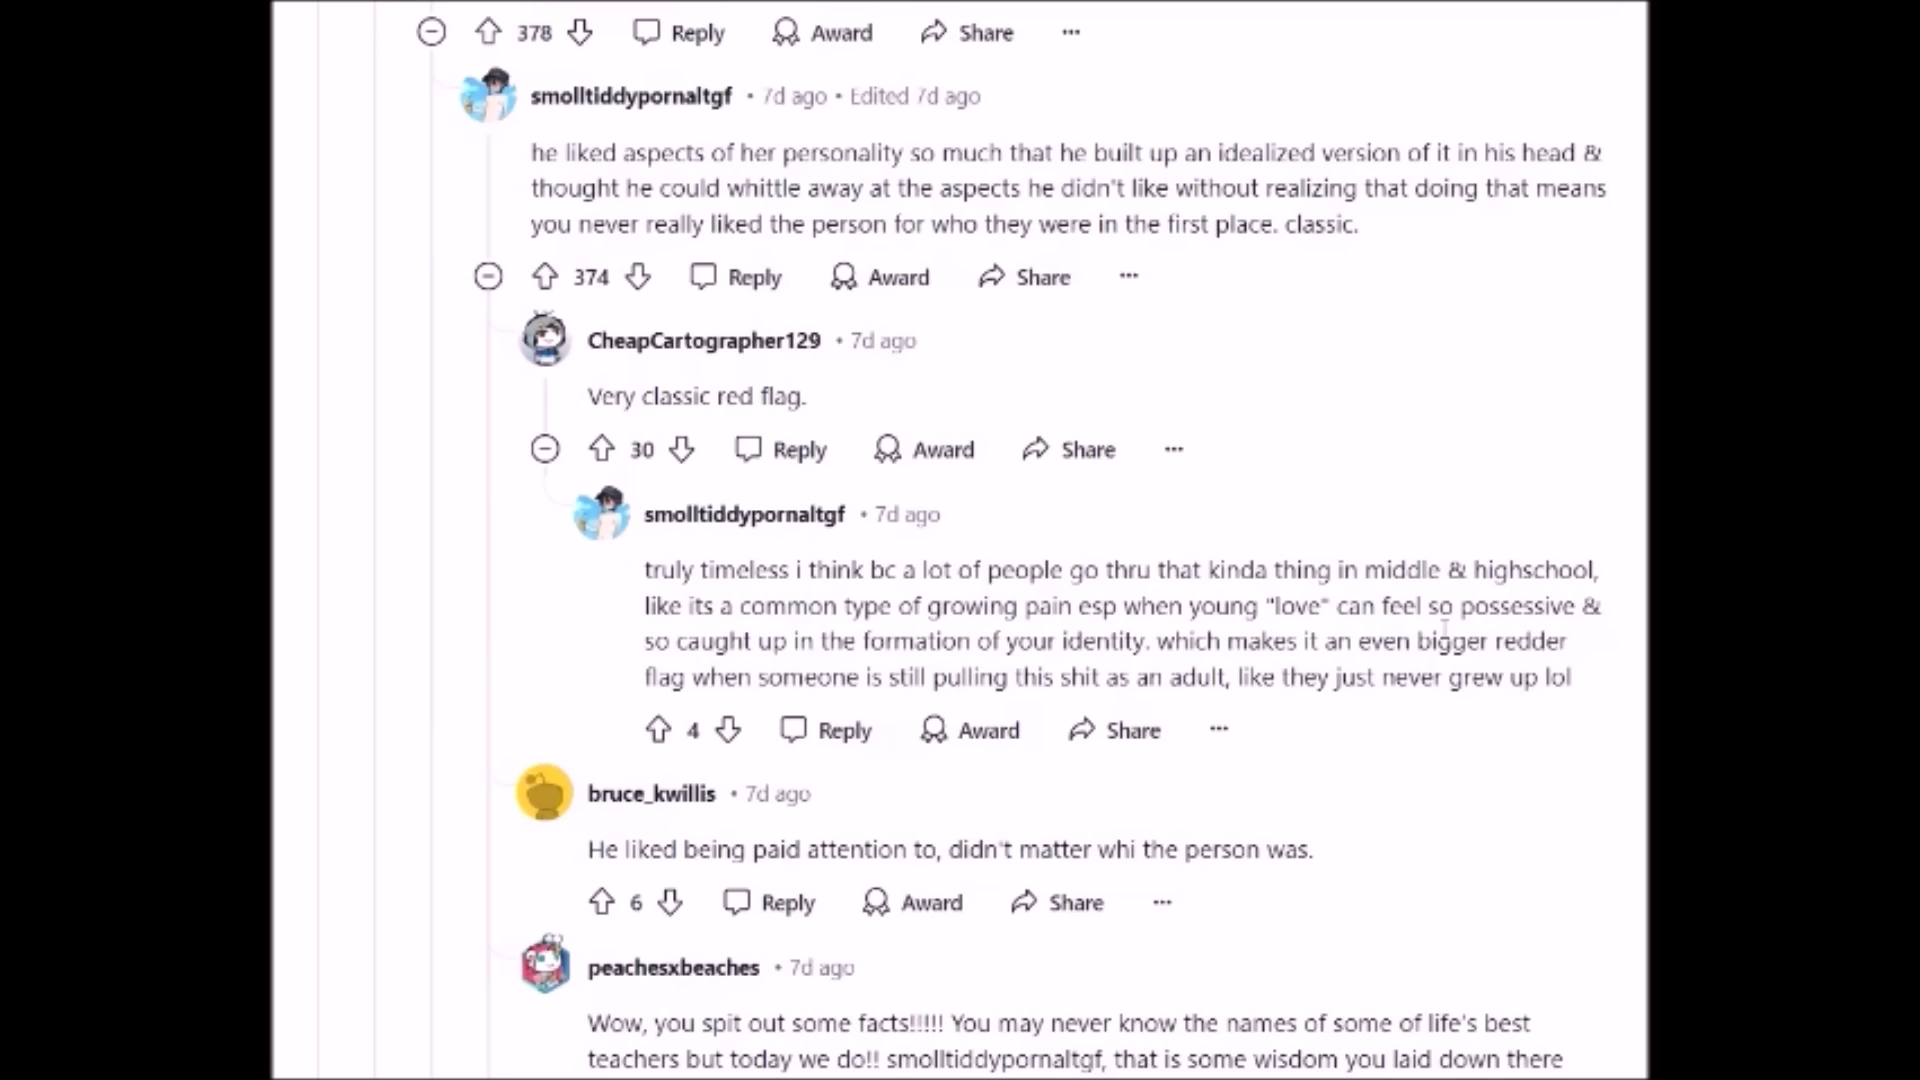 378 Reply Award Share ...
smolltiddypornaltgf • 7d ago • Edited 7d ago
he liked aspects of her personality so much that he built up an idealized version of it in his head &
thought he could whittle away at the aspects he didn't like without realizing that doing that means
you never really liked the person for who they were in the first place. classic.
374 Reply Award Share ...
CheapCartographer129 • 7d ago
Very classic red flag.
30 Reply Award Share ...
smolltiddypornaltgf • 7d ago
truly timeless i think bc a lot of people go thru that kinda thing in middle & highschool,
like its a common type of growing pain esp when young "love" can feel so possessive &
so caught up in the formation of your identity. which makes it an even bigger redder
flag when someone is still pulling this shit as an adult, like they just never grew up lol
4 Reply Award Share ...
bruce_kwillis • 7d ago
He liked being paid attention to, didn't matter whi the person was.
6 Reply Award Share ...
peachesxbeaches • 7d ago
Wow, you spit out some facts!!!!! You may never know the names of some of life's best
teachers but today we do!! smolltiddypornaltgf, that is some wisdom you laid down there